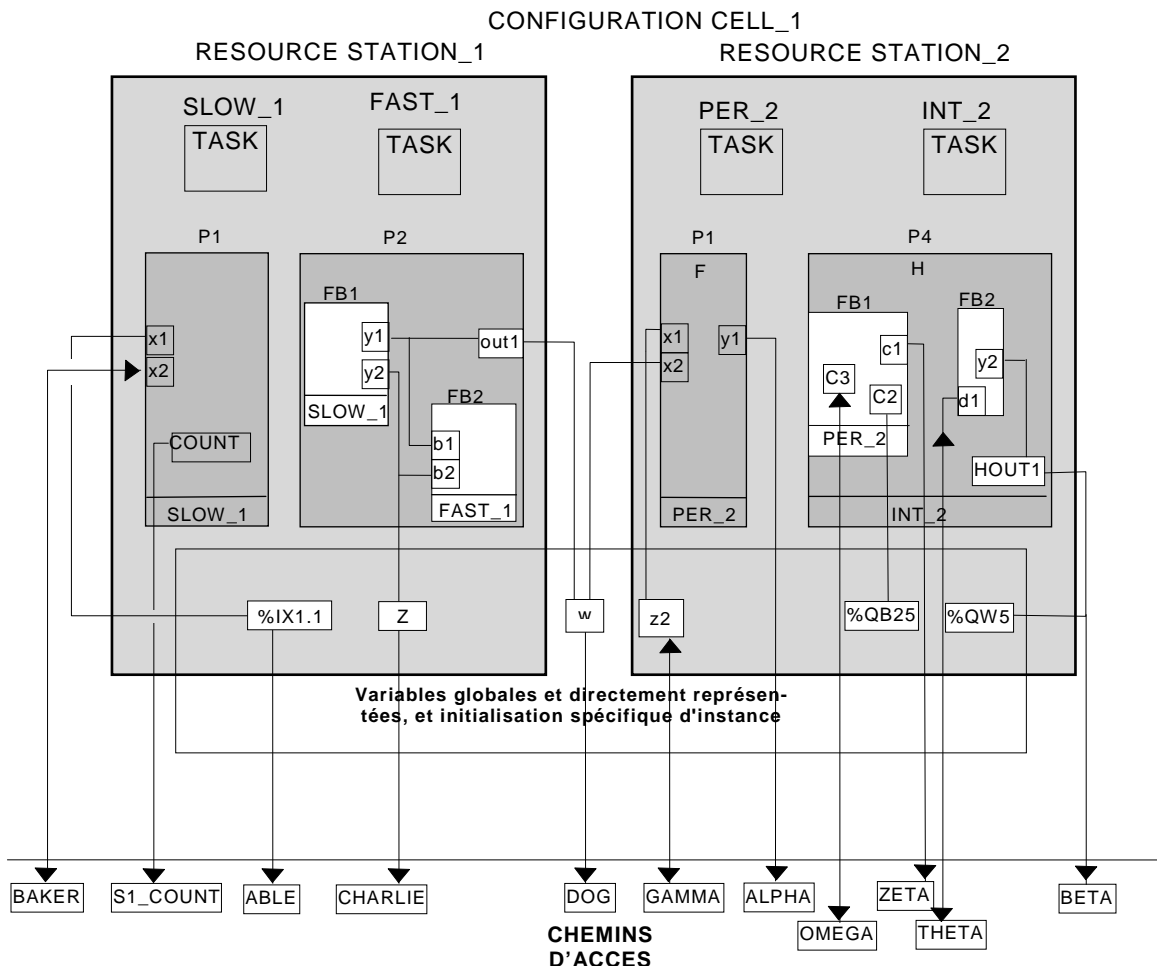 CONFIGURATION CELL_1
RESOURCE STATION_1
RESOURCE STATION_2
SLOW_1
FAST_1
PER_2
INT_2
TASK
TASK
TASK
TASK
P1
P2
P1
P4
F
H
FB1
FB1
FB2
x1
y1
out1
x1
y1
c1
y2
x2
y2
x2
C3
C2
d1
SLOW_1
FB2
COUNT
b1
PER_2
b2
HOUT1
SLOW_1
FAST_1
PER_2
INT_2
%IX1.1
Z
w
z2
%QB25
%QW5
Variables globales et directement représen-
tées, et initialisation spécifique d'instance
BAKER
S1_COUNT
ABLE
CHARLIE
DOG
GAMMA
ALPHA
ZETA
BETA
OMEGA
THETA
CHEMINS
D'ACCES